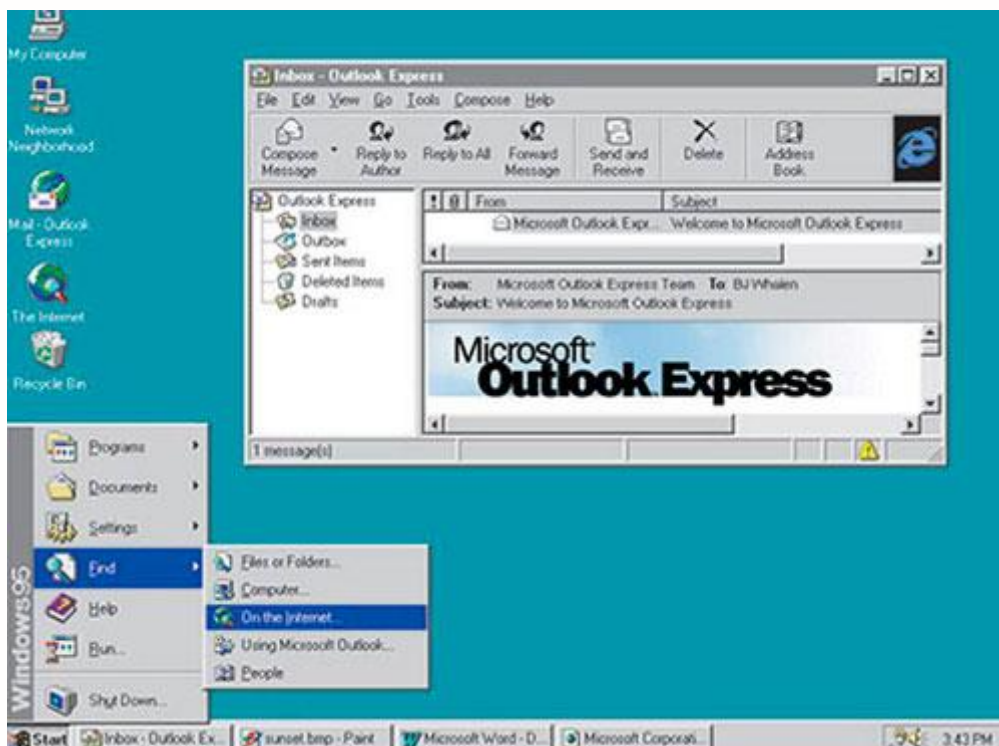 My Computer
Network
Neighborhood
Mail - Outlook
Express
The Internet
Recycle Bin
Inbox - Outlook Express
File Edit View Go Tools Compose Help
Compose
Message
Reply to
Author
Reply to All
Forward
Message
Send and
Receive
Delete
Address
Book
Outlook Express
Inbox
Outbox
Sent Items
Deleted Items
Drafts
! From Subject
Microsoft Outlook Expr... Welcome to Microsoft Outlook Express
From: Microsoft Outlook Express Team To: BJ Whalen
Subject: Welcome to Microsoft Outlook Express
Microsoft
Outlook Express
1 message(s)
Windows95
Programs
Documents
Settings
Find
Help
Run...
Shut Down...
Files or Folders...
Computer...
On the Internet...
Using Microsoft Outlook...
People
Start Inbox - Outlook Ex... sunset.bmp - Paint Microsoft Word - D... Microsoft Corporati... 3:43 PM